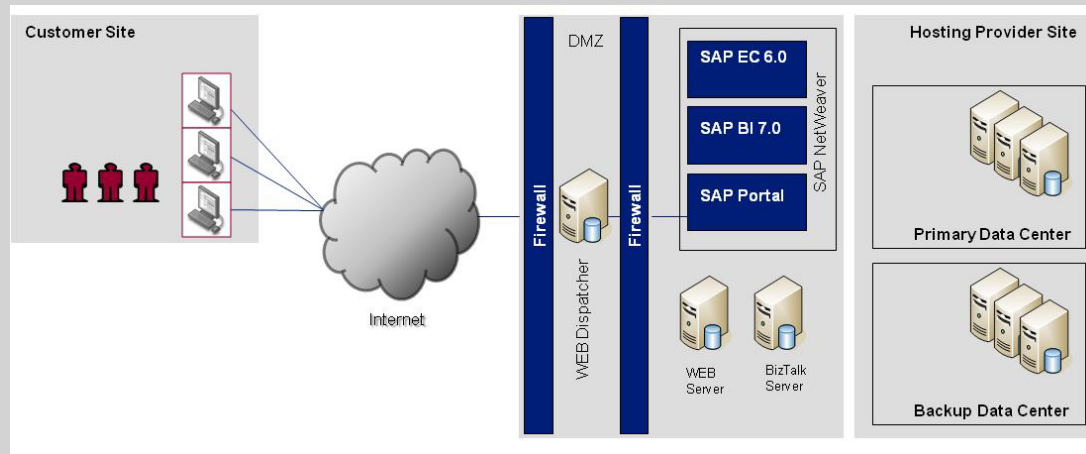 Customer Site
Internet
Firewall
DMZ
WEB Dispatcher
Firewall
SAP EC 6.0
SAP BI 7.0
SAP Portal
SAP NetWeaver
WEB
Server
BizTalk
Server
Hosting Provider Site
Primary Data Center
Backup Data Center